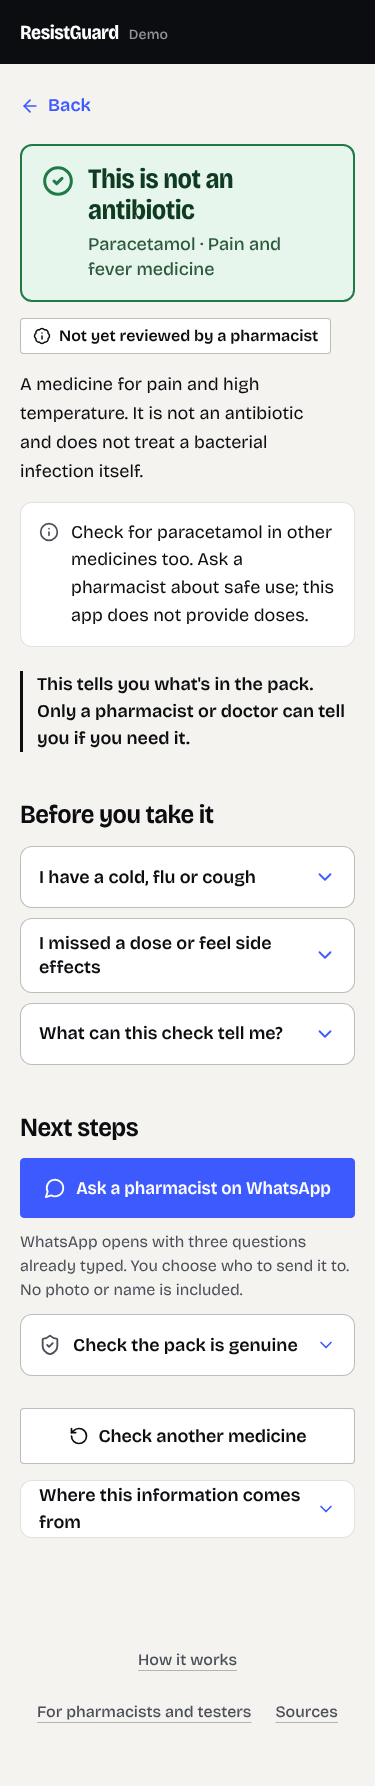 ResistGuard Demo
Back
This is not an
antibiotic
Paracetamol · Pain and
fever medicine
Not yet reviewed by a pharmacist
A medicine for pain and high
temperature. It is not an antibiotic
and does not treat a bacterial
infection itself.
Check for paracetamol in other
medicines too. Ask a
pharmacist about safe use; this
app does not provide doses.
This tells you what's in the pack.
Only a pharmacist or doctor can tell
you if you need it.
Before you take it
I have a cold, flu or cough
I missed a dose or feel side
effects
What can this check tell me?
Next steps
Ask a pharmacist on WhatsApp
WhatsApp opens with three questions
already typed. You choose who to send it to.
No photo or name is included.
Check the pack is genuine
Check another medicine
Where this information comes
from
How it works
For pharmacists and testers Sources